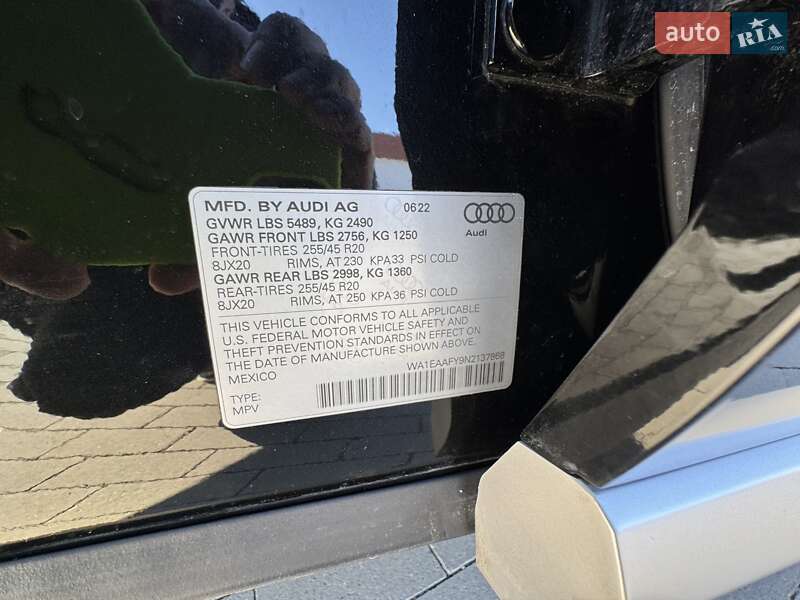 auto RIA .com
MFD. BY AUDI AG 06 22
GVWR LBS 5489, KG 2490
GAWR FRONT LBS 2756, KG 1250
FRONT-TIRES 255/45 R20
8JX20 RIMS, AT 230 KPA 33 PSI COLD
GAWR REAR LBS 2998, KG 1360
REAR-TIRES 255/45 R20
8JX20 RIMS, AT 250 KPA 36 PSI COLD
Audi
THIS VEHICLE CONFORMS TO ALL APPLICABLE
U.S. FEDERAL MOTOR VEHICLE SAFETY AND
THEFT PREVENTION STANDARDS IN EFFECT ON
THE DATE OF MANUFACTURE SHOWN ABOVE
MEXICO
WA1EAAFY9N2137868
TYPE:
MPV